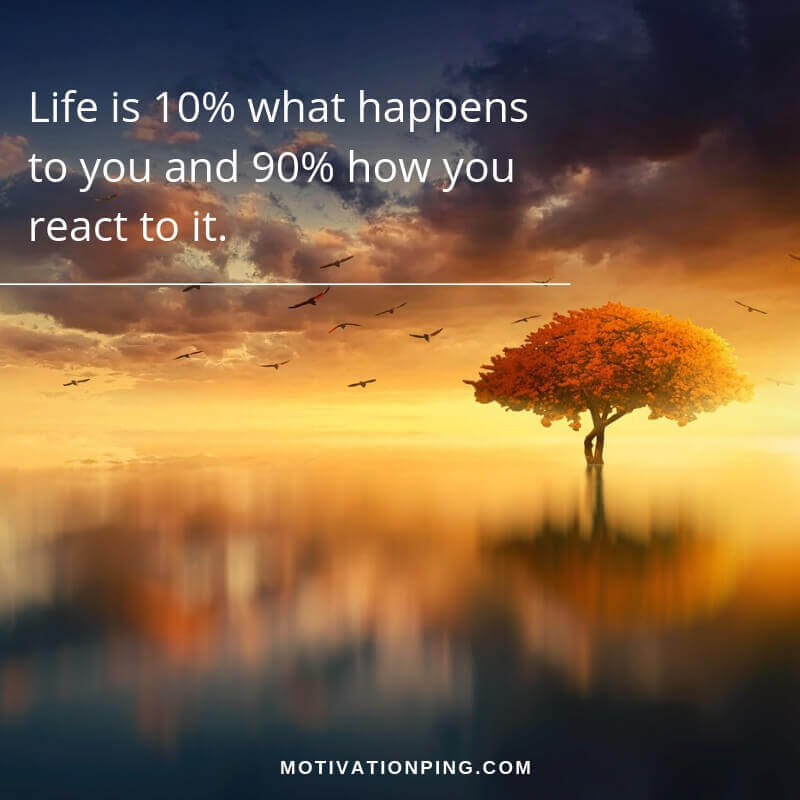 Life is 10% what happens
to you and 90% how you
react to it.
MOTIVATIONPING.COM